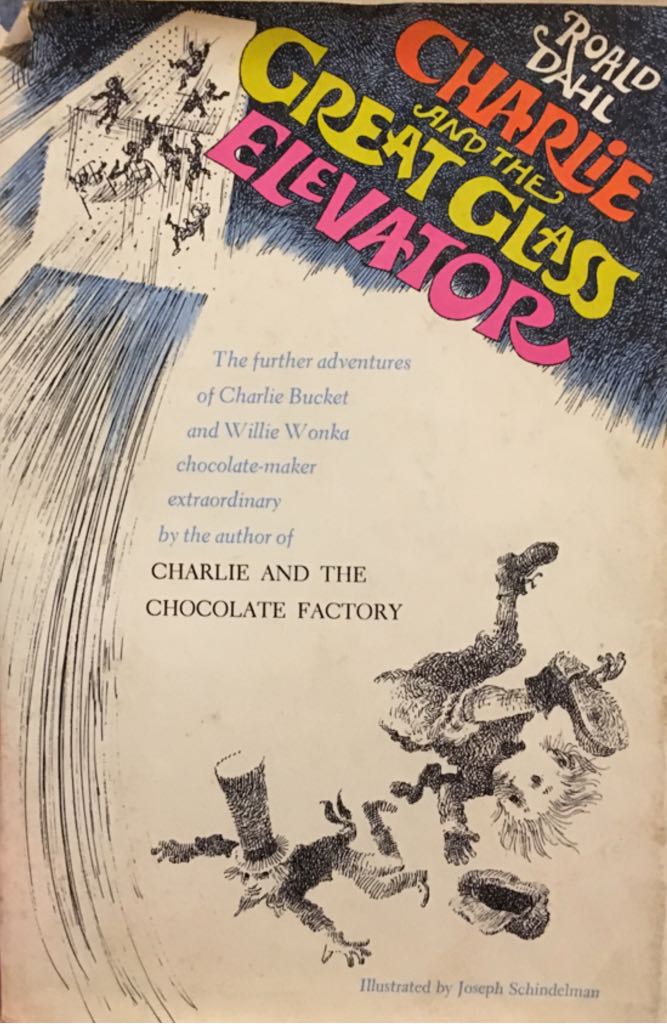 ROALD
DAHL
CHARLIE
AND THE
GREAT GLASS
ELEVATOR
The further adventures
of Charlie Bucket
and Willie Wonka
chocolate-maker
extraordinary
by the author of
CHARLIE AND THE
CHOCOLATE FACTORY
Illustrated by Joseph Schindelman